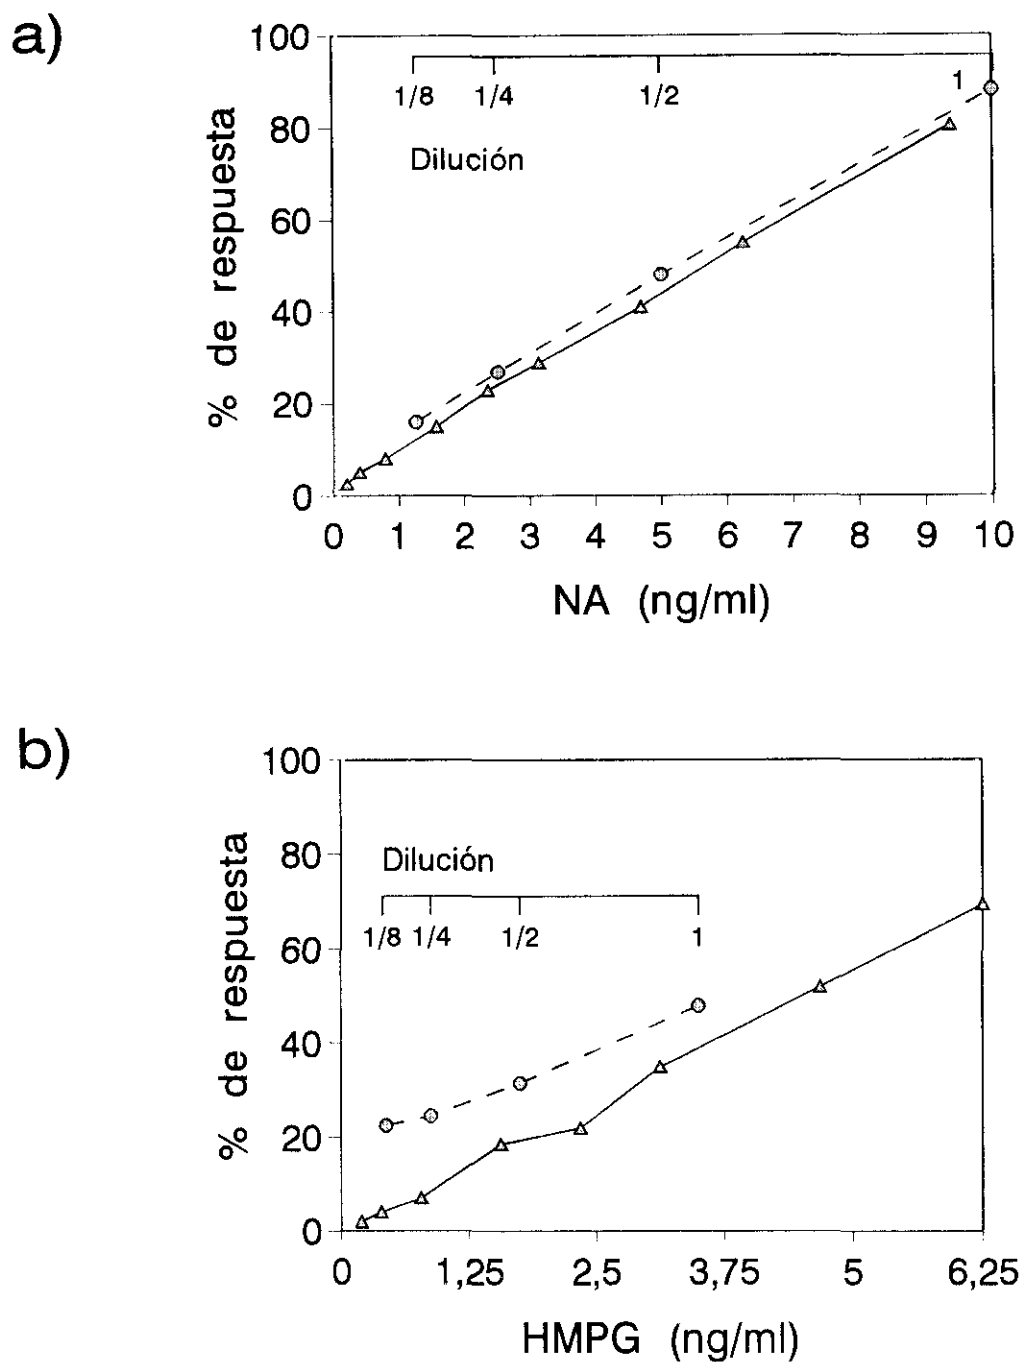 a)
100
80
60
40
20
0
% de respuesta
1/8 1/4 1/2 1
Dilución
0 1 2 3 4 5 6 7 8 9 10
NA (ng/ml)
b)
100
80
60
40
20
0
% de respuesta
Dilución
1/8 1/4 1/2 1
0 1,25 2,5 3,75 5 6,25
HMPG (ng/ml)